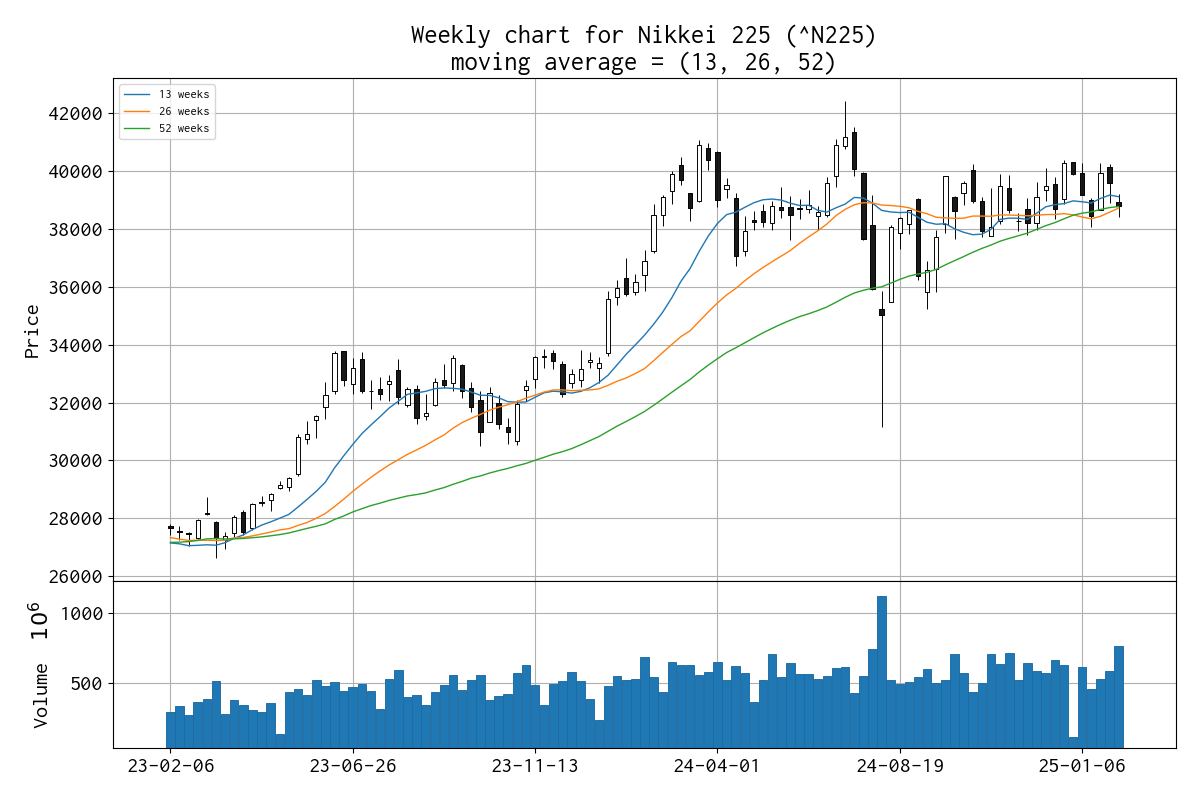 Weekly chart for Nikkei 225 (^N225)
moving average = (13, 26, 52)
13 weeks
26 weeks
52 weeks
42000
40000
38000
36000
34000
32000
30000
28000
26000
Price
1000
500
Volume 10⁶
23-02-06 23-06-26 23-11-13 24-04-01 24-08-19 25-01-06